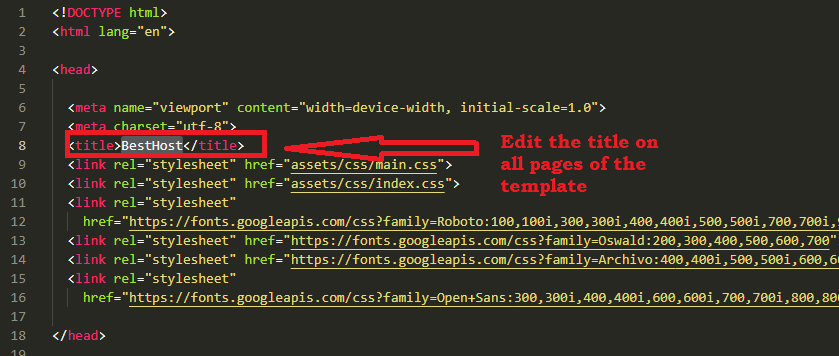 1 <!DOCTYPE html>
2 <html lang="en">
3
4 <head>
5
6 <meta name="viewport" content="width=device-width, initial-scale=1.0">
7 <meta charset="utf-8">
8 <title>BestHost</title>
9 <link rel="stylesheet" href="assets/css/main.css">
10 <link rel="stylesheet" href="assets/css/index.css">
11 <link rel="stylesheet"
12 href="https://fonts.googleapis.com/css?family=Roboto:100,100i,300,300i,400,400i,500,500i,700,700i,
13 <link rel="stylesheet" href="https://fonts.googleapis.com/css?family=Oswald:200,300,400,500,600,700"
14 <link rel="stylesheet" href="https://fonts.googleapis.com/css?family=Archivo:400,400i,500,500i,600,6
15 <link rel="stylesheet"
16 href="https://fonts.googleapis.com/css?family=Open+Sans:300,300i,400,400i,600,600i,700,700i,800,80
17
18 </head>
19
Edit the title on
all pages of the
template